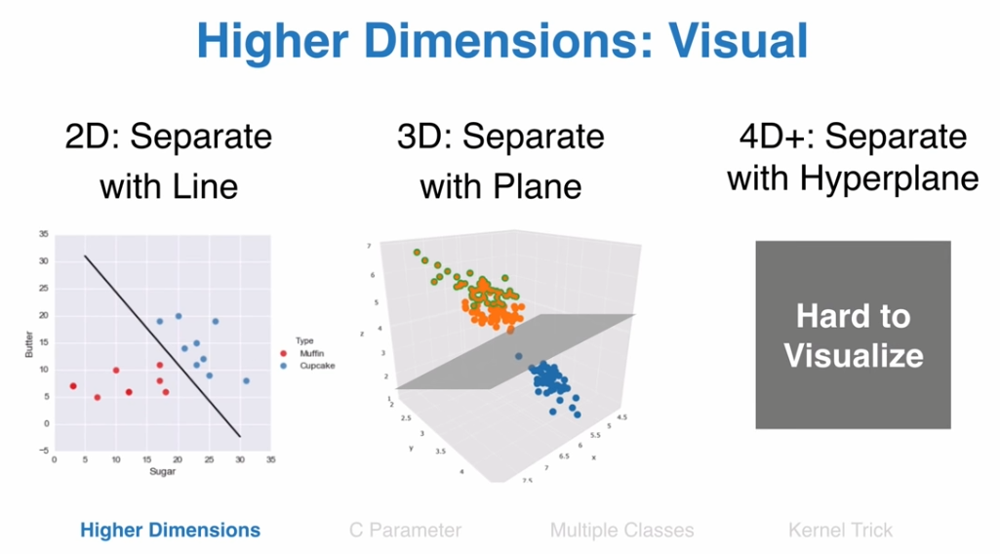 Higher Dimensions: Visual
2D: Separate
with Line
3D: Separate
with Plane
4D+: Separate
with Hyperplane
35
30
25
20
15
10
5
0
−5
Butter
0 5 10 15 20 25 30 35
Sugar
Type
Muffin
Cupcake
7
6
5
4
3
2
1
z
2
2.5
3
3.5
4
y
4.5
5
5.5
6
6.5
7
7.5
x
Hard to
Visualize
Higher Dimensions
C Parameter
Multiple Classes
Kernel Trick